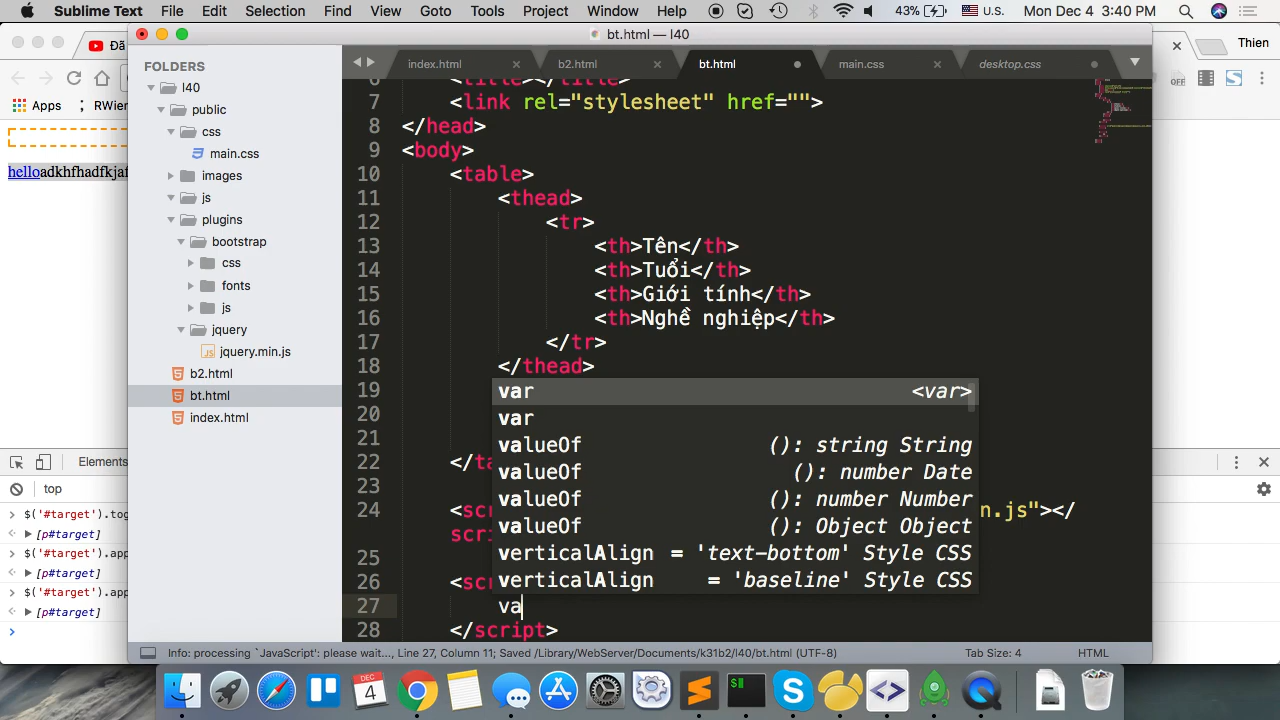 Sublime Text File Edit Selection Find View Goto Tools Project Window Help 43% U.S. Mon Dec 4 3:40 PM
bt.html — l40
Đã
Thien
Apps
RWien
OFF
helloadkhfhadfkjaf
FOLDERS
l40
public
css
main.css
images
js
plugins
bootstrap
css
fonts
js
jquery
jquery.min.js
b2.html
bt.html
index.html
index.html b2.html bt.html main.css desktop.css
6 <title></title>
7 <link rel="stylesheet" href="">
8 </head>
9 <body>
10 <table>
11 <thead>
12 <tr>
13 <th>Tên</th>
14 <th>Tuổi</th>
15 <th>Giới tính</th>
16 <th>Nghề nghiệp</th>
17 </tr>
18 </thead>
19
20
21
22 </ta
23
24 <scr n.js"></
scri
25
26 <scr
27 va
28 </script>
var <var>
var
valueOf (): string String
valueOf (): number Date
valueOf (): number Number
valueOf (): Object Object
verticalAlign = 'text-bottom' Style CSS
verticalAlign = 'baseline' Style CSS
Info: processing `JavaScript': please wait..., Line 27, Column 11; Saved /Library/WebServer/Documents/k31b2/l40/bt.html (UTF-8) Tab Size: 4 HTML
Elements
top
$('#target').tog
[p#target]
$('#target').app
[p#target]
$('#target').app
[p#target]
DEC
4